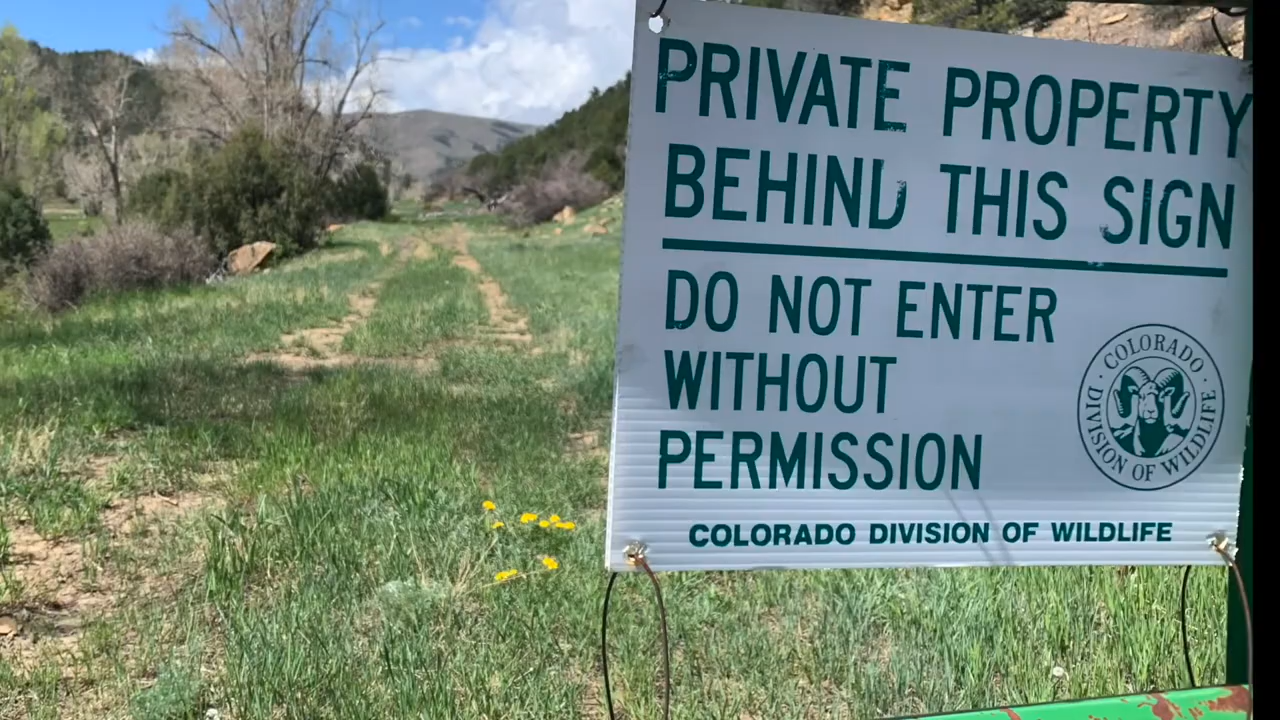 PRIVATE PROPERTY
BEHIND THIS SIGN
DO NOT ENTER
WITHOUT
PERMISSION
· COLORADO ·
DIVISION OF WILDLIFE
COLORADO DIVISION OF WILDLIFE